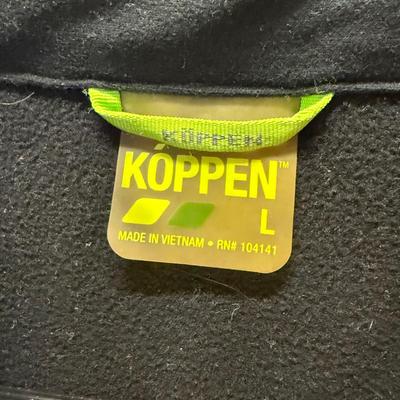 KÖPPEN
KÖPPEN™
L
MADE IN VIETNAM • RN# 104141